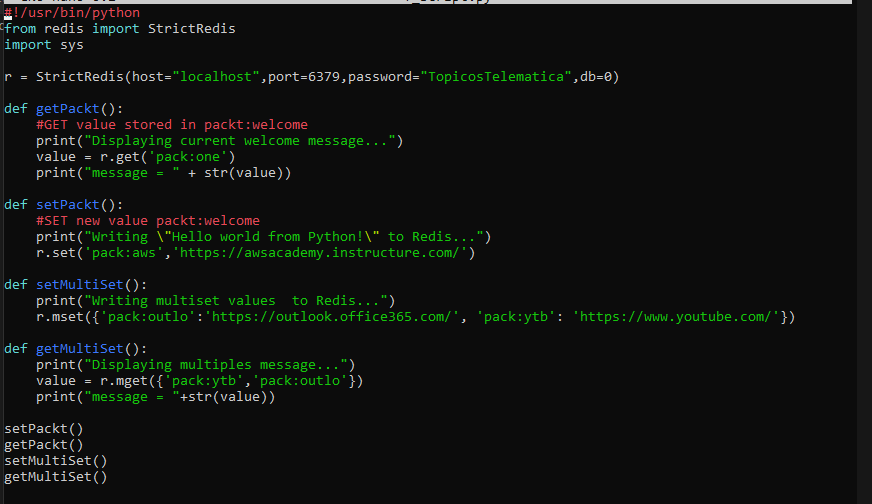 #!/usr/bin/python
from redis import StrictRedis
import sys

r = StrictRedis(host="localhost",port=6379,password="TopicosTelematica",db=0)

def getPackt():
    #GET value stored in packt:welcome
    print("Displaying current welcome message...")
    value = r.get('pack:one')
    print("message = " + str(value))

def setPackt():
    #SET new value packt:welcome
    print("Writing \"Hello world from Python!\" to Redis...")
    r.set('pack:aws','https://awsacademy.instructure.com/')

def setMultiSet():
    print("Writing multiset values  to Redis...")
    r.mset({'pack:outlo':'https://outlook.office365.com/', 'pack:ytb': 'https://www.youtube.com/'})

def getMultiSet():
    print("Displaying multiples message...")
    value = r.mget({'pack:ytb','pack:outlo'})
    print("message = "+str(value))

setPackt()
getPackt()
setMultiSet()
getMultiSet()